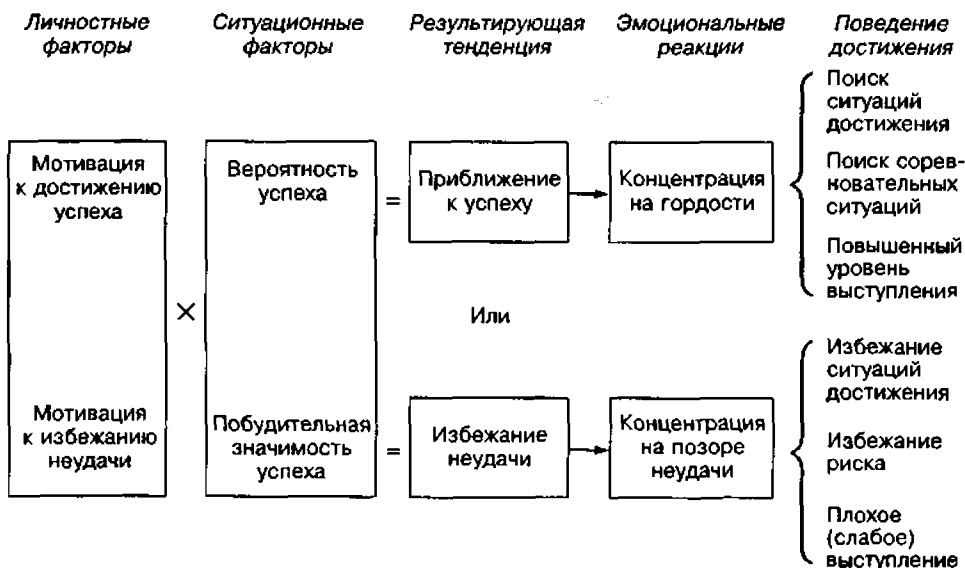 Личностные
факторы
Ситуационные
факторы
Результирующая
тенденция
Эмоциональные
реакции
Поведение
достижения
Мотивация
к достижению
успеха
Мотивация
к избежанию
неудачи
×
Вероятность
успеха
Побудительная
значимость
успеха
=
Приближение
к успеху
Концентрация
на гордости
Поиск
ситуаций
достижения
Поиск сорев-
новательных
ситуаций
Повышенный
уровень
выступления
Или
=
Избежание
неудачи
Концентрация
на позоре
неудачи
Избежание
ситуаций
достижения
Избежание
риска
Плохое
(слабое)
выступление